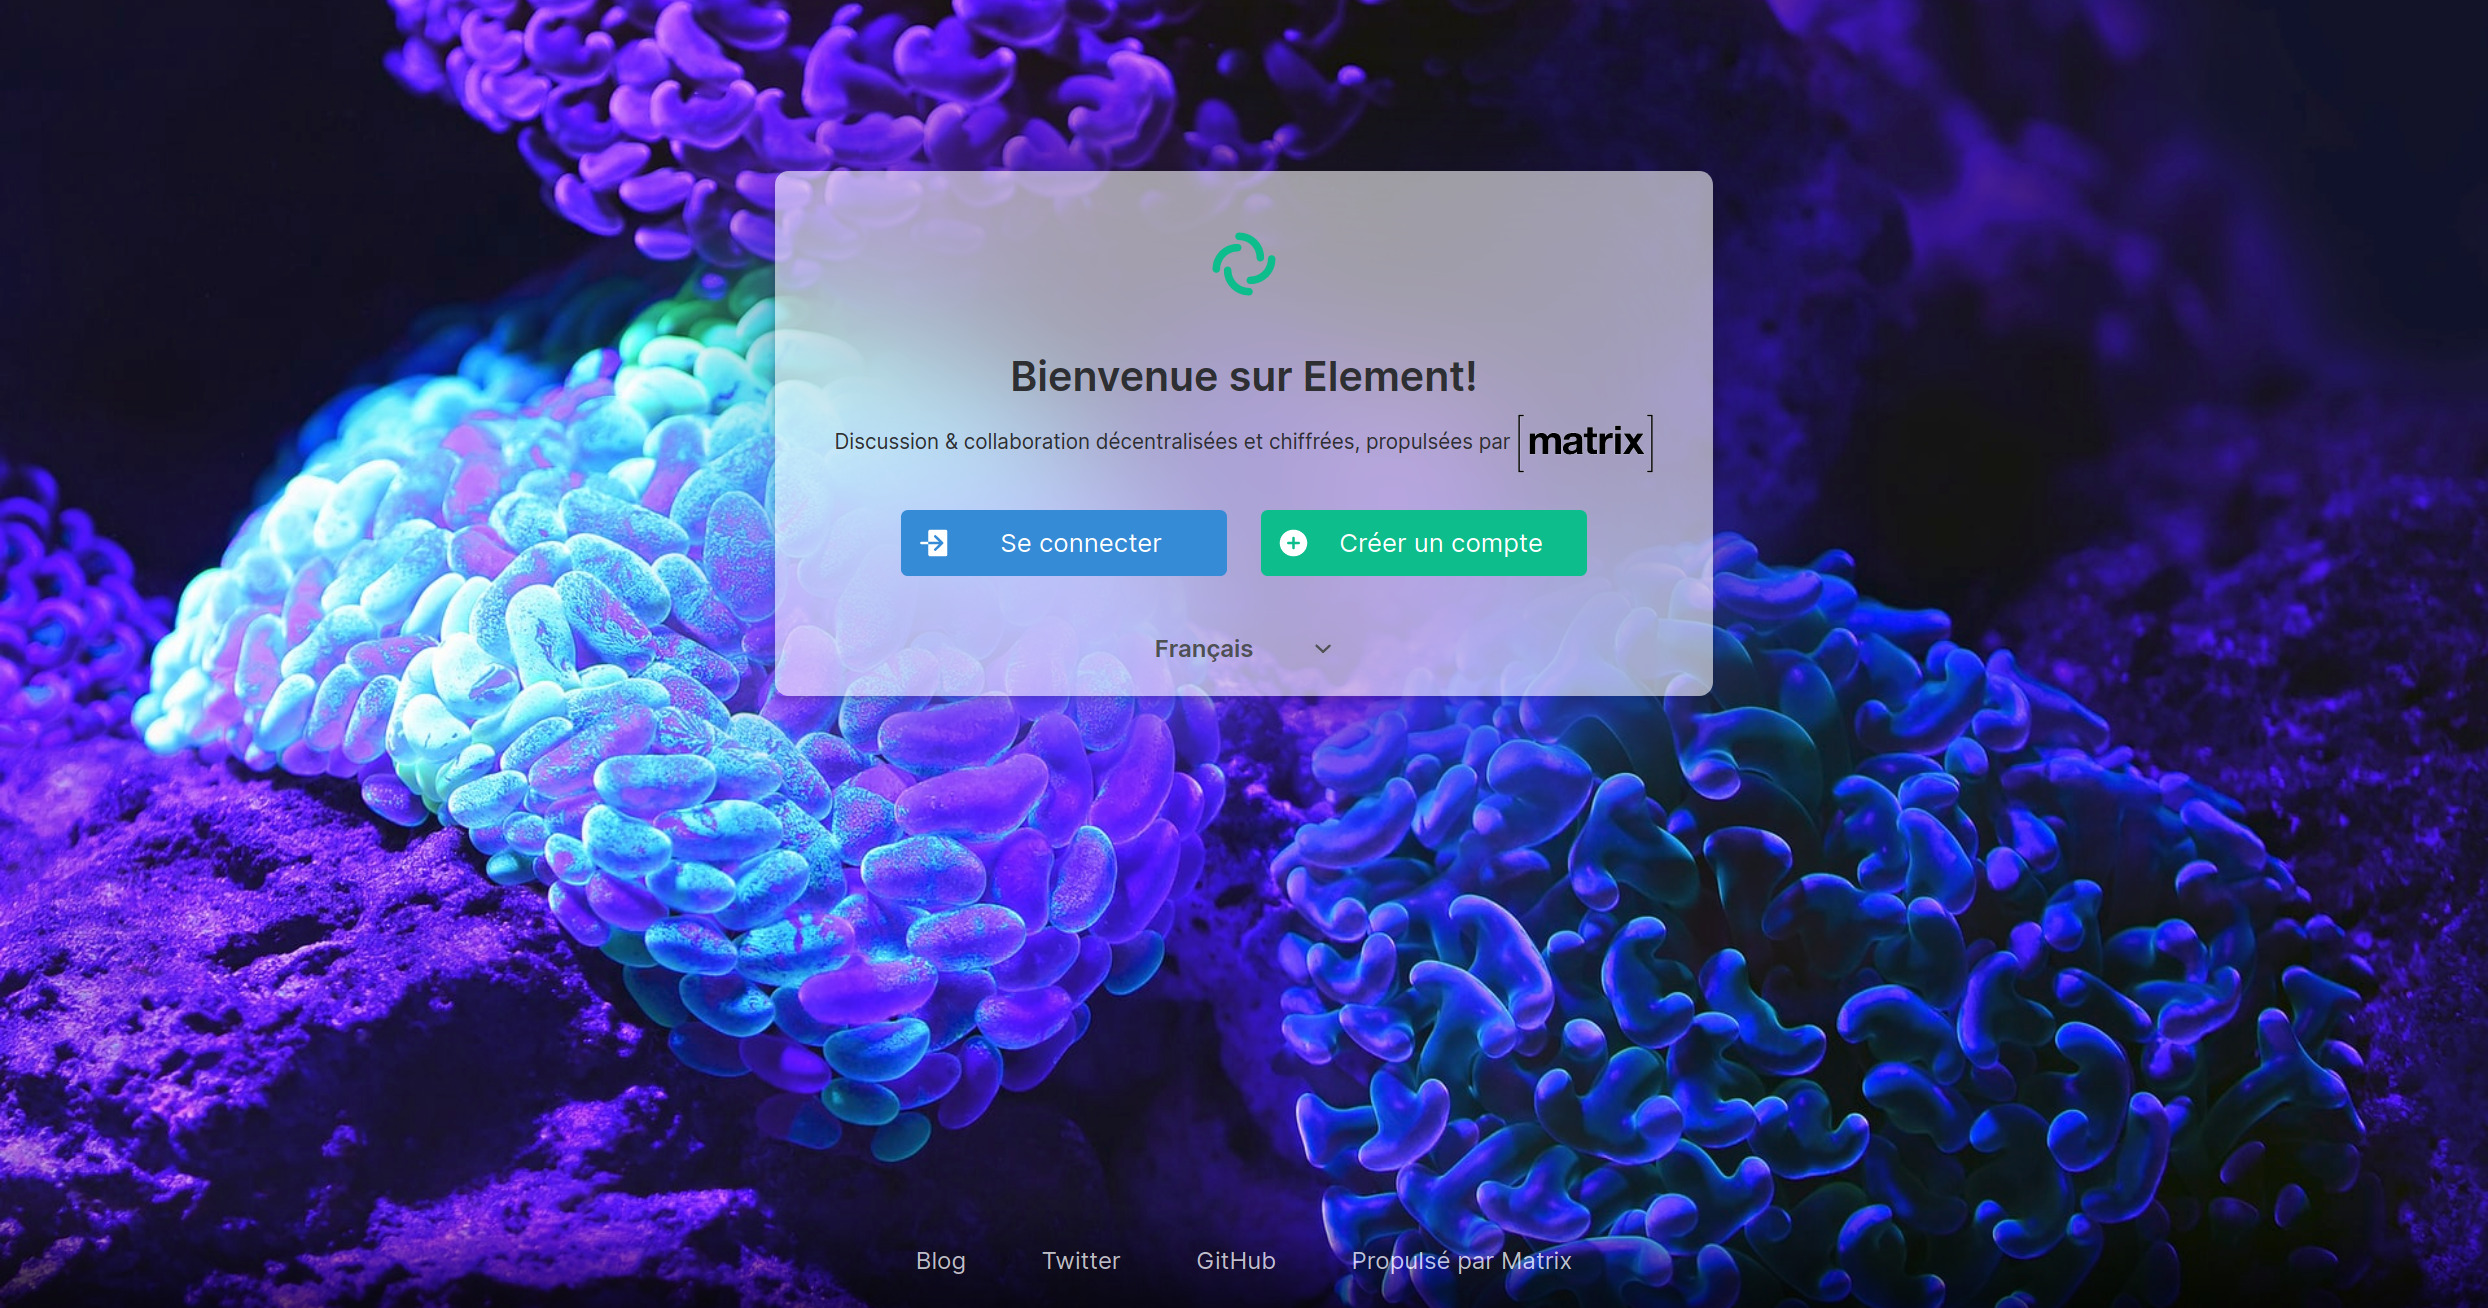 Bienvenue sur Element!
Discussion & collaboration décentralisées et chiffrées, propulsées par [matrix]
Se connecter
Créer un compte
Français
Blog
Twitter
GitHub
Propulsé par Matrix